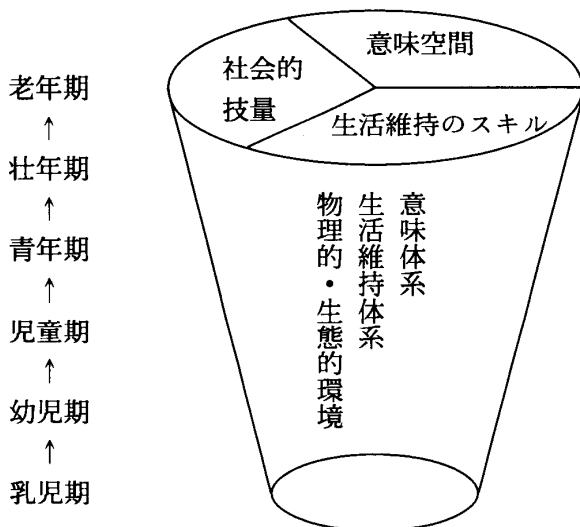 老年期
↑
壮年期
↑
青年期
↑
児童期
↑
幼児期
↑
乳児期
意味空間
社会的
技量
生活維持のスキル
意味体系
生活維持体系
物理的・生態的環境